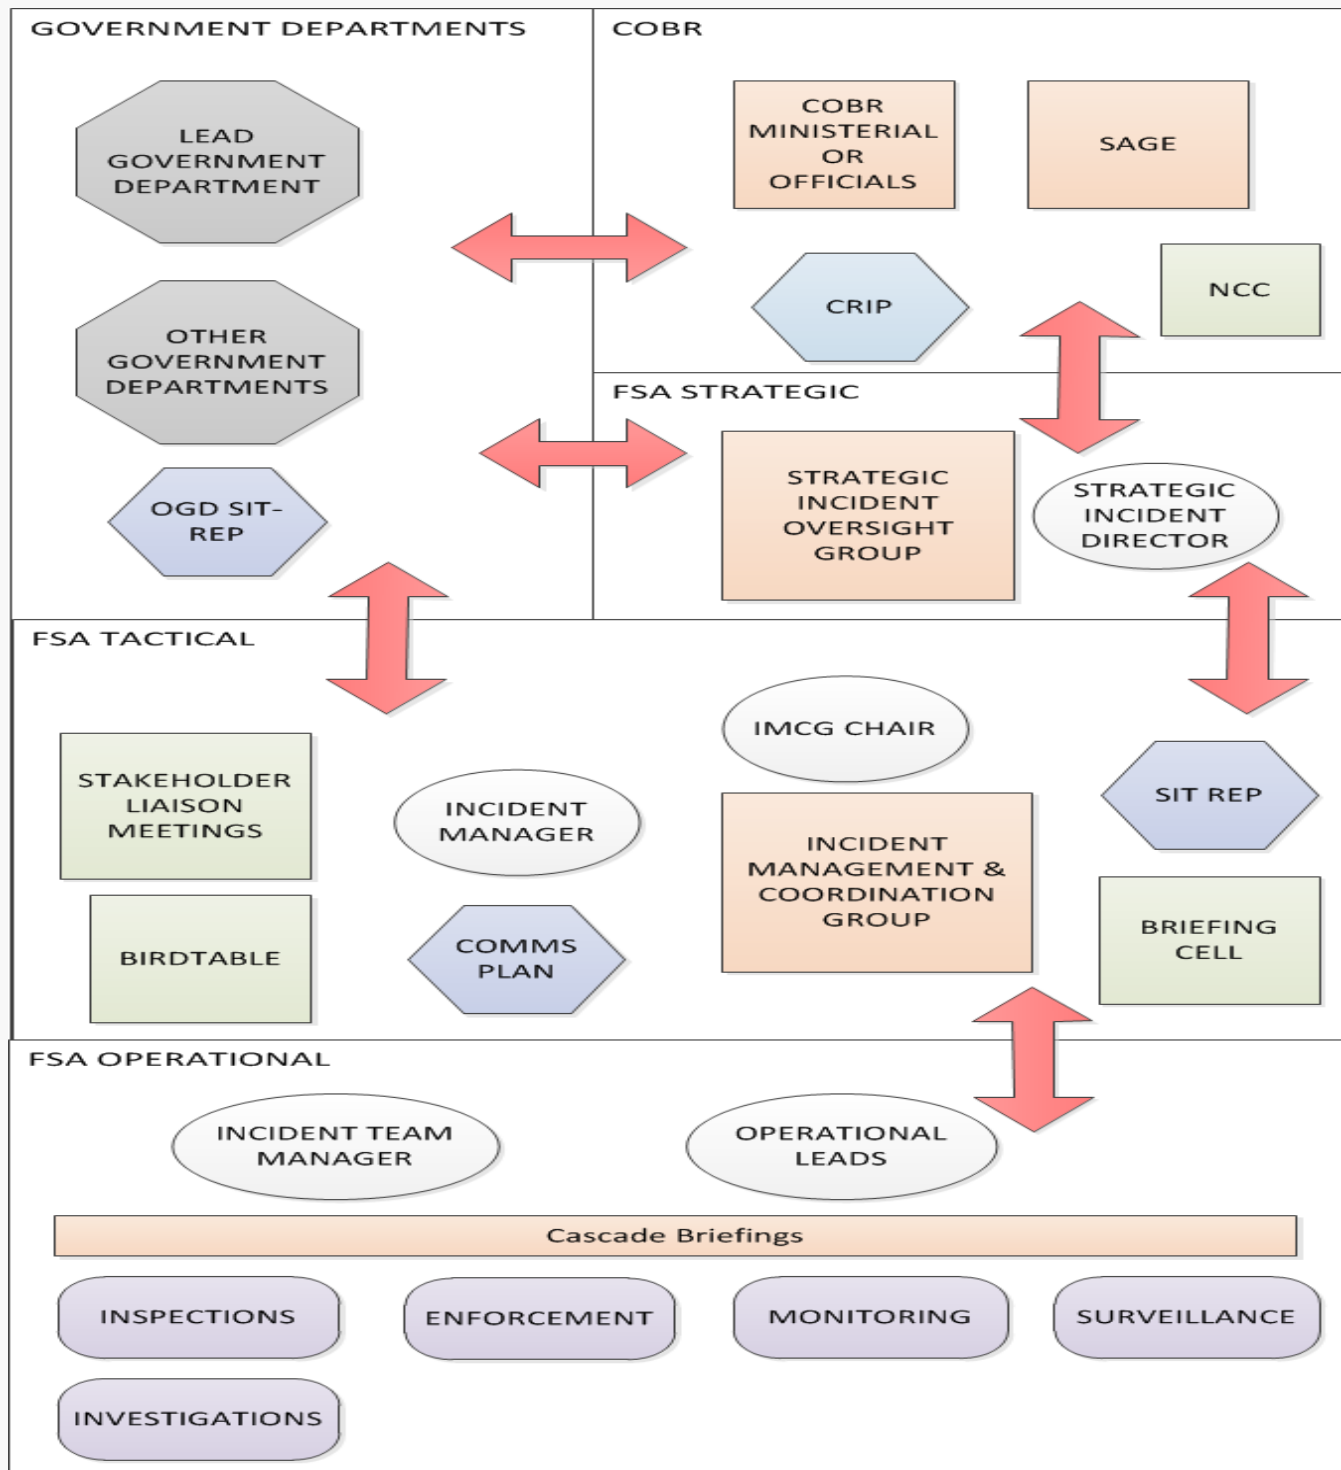 GOVERNMENT DEPARTMENTS
LEAD
GOVERNMENT
DEPARTMENT
OTHER
GOVERNMENT
DEPARTMENTS
OGD SIT-
REP
COBR
COBR
MINISTERIAL
OR
OFFICIALS
SAGE
CRIP
NCC
FSA STRATEGIC
STRATEGIC
INCIDENT
OVERSIGHT
GROUP
STRATEGIC
INCIDENT
DIRECTOR
FSA TACTICAL
STAKEHOLDER
LIAISON
MEETINGS
BIRDTABLE
INCIDENT
MANAGER
COMMS
PLAN
IMCG CHAIR
INCIDENT
MANAGEMENT &
COORDINATION
GROUP
SIT REP
BRIEFING
CELL
FSA OPERATIONAL
INCIDENT TEAM
MANAGER
OPERATIONAL
LEADS
Cascade Briefings
INSPECTIONS
ENFORCEMENT
MONITORING
SURVEILLANCE
INVESTIGATIONS